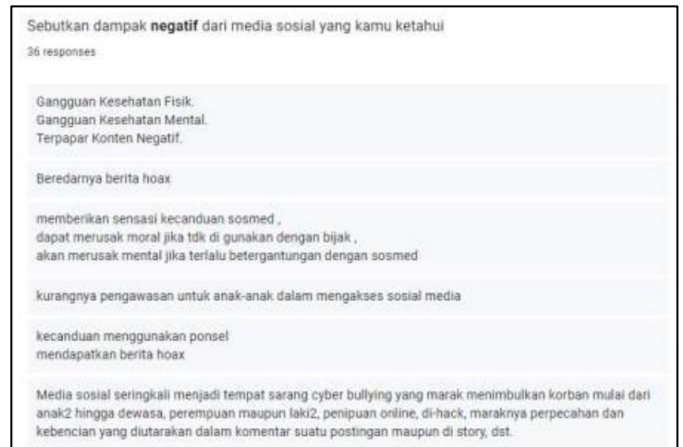 Sebutkan dampak negatif dari media sosial yang kamu ketahui
36 responses
Gangguan Kesehatan Fisik.
Gangguan Kesehatan Mental.
Terpapar Konten Negatif.
Beredarnya berita hoax
memberikan sensasi kecanduan sosmed ,
dapat merusak moral jika tdk di gunakan dengan bijak ,
akan merusak mental jika terlalu betergantungan dengan sosmed
kurangnya pengawasan untuk anak-anak dalam mengakses sosial media
kecanduan menggunakan ponsel
mendapatkan berita hoax
Media sosial seringkali menjadi tempat sarang cyber bullying yang marak menimbulkan korban mulai dari
anak2 hingga dewasa, perempuan maupun laki2, penipuan online, di-hack, maraknya perpecahan dan
kebencian yang diutarakan dalam komentar suatu postingan maupun di story, dst.